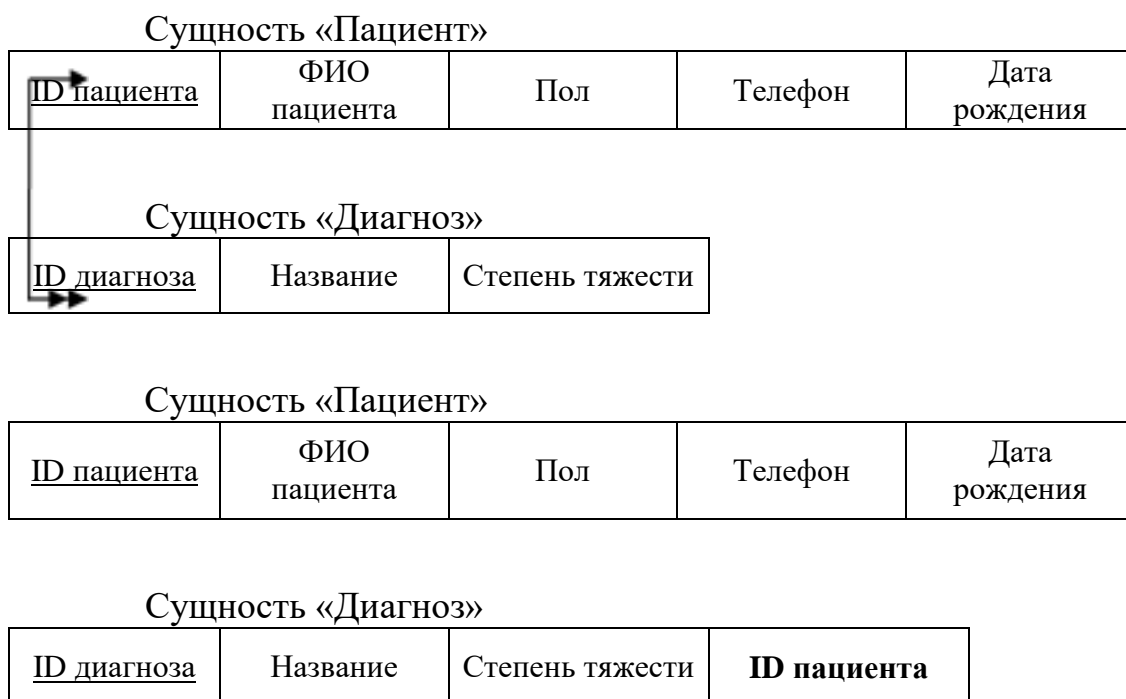 Сущность «Пациент»
ID пациента ФИО пациента Пол Телефон Дата рождения
Сущность «Диагноз»
ID диагноза Название Степень тяжести
Сущность «Пациент»
ID пациента ФИО пациента Пол Телефон Дата рождения
Сущность «Диагноз»
ID диагноза Название Степень тяжести ID пациента